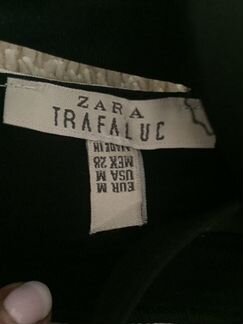 ZARA
TRAFALUC
EUR M
USA M
MEX 28
MADE IN